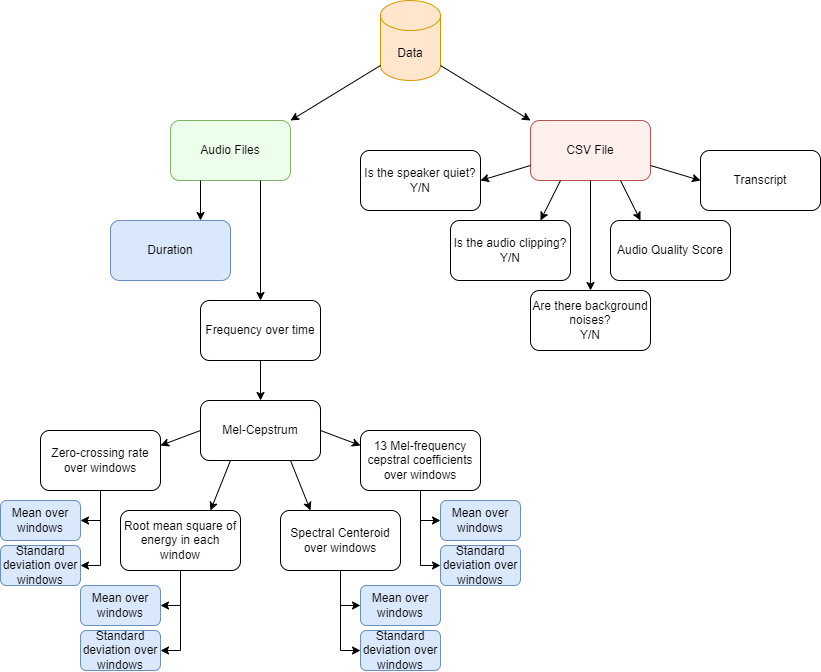 Data
Audio Files
CSV File
Is the speaker quiet?
Y/N
Transcript
Duration
Is the audio clipping?
Y/N
Audio Quality Score
Are there background
noises?
Y/N
Frequency over time
Mel-Cepstrum
Zero-crossing rate
over windows
13 Mel-frequency
cepstral coefficients
over windows
Mean over
windows
Standard
deviation over
windows
Root mean square of
energy in each
window
Spectral Centroid
over windows
Mean over
windows
Standard
deviation over
windows
Mean over
windows
Standard deviation over
windows
Mean over
windows
Standard
deviation over
windows